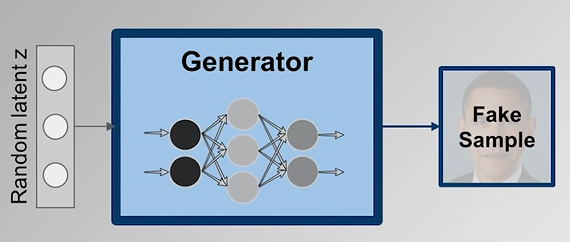 Random latent z
Generator
Fake
Sample